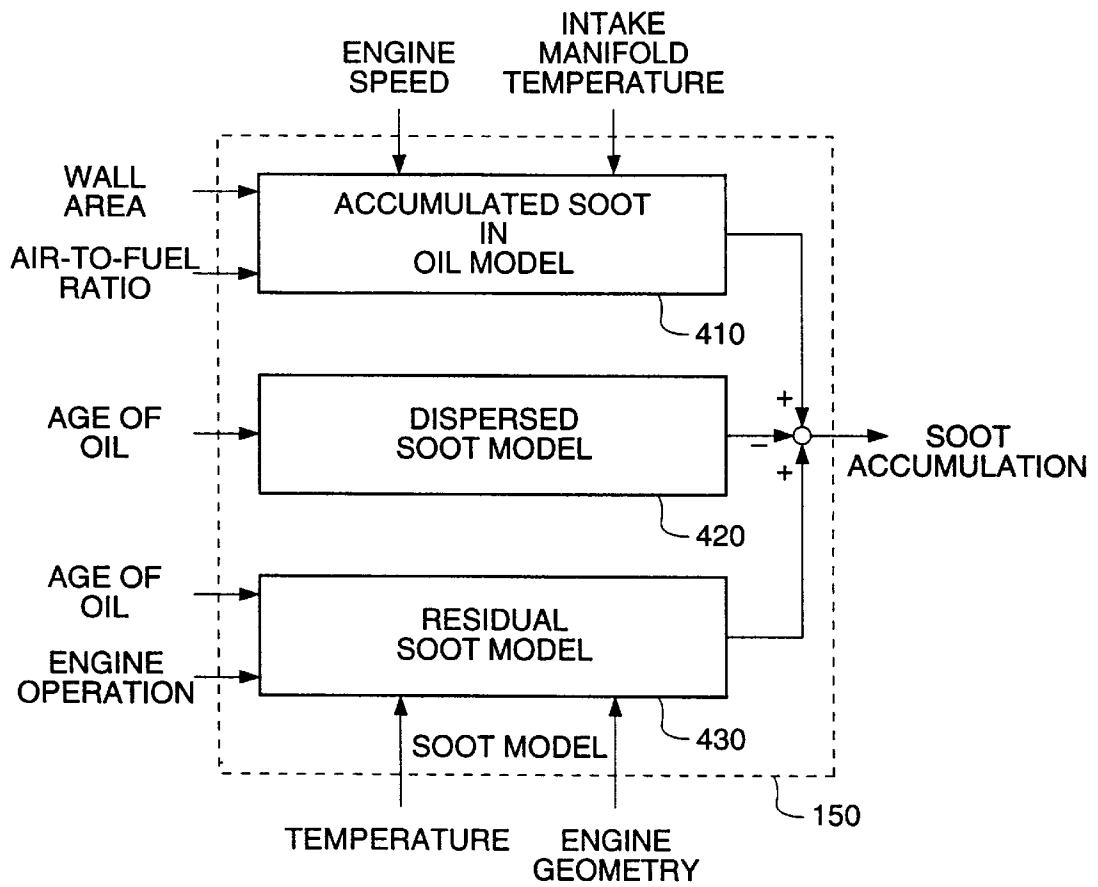 ENGINE
SPEED
INTAKE
MANIFOLD
TEMPERATURE
WALL
AREA
AIR-TO-FUEL
RATIO
ACCUMULATED SOOT
IN
OIL MODEL
410
AGE OF
OIL
DISPERSED
SOOT MODEL
420
+
−
+
SOOT
ACCUMULATION
AGE OF
OIL
ENGINE
OPERATION
RESIDUAL
SOOT MODEL
430
SOOT MODEL
150
TEMPERATURE
ENGINE
GEOMETRY